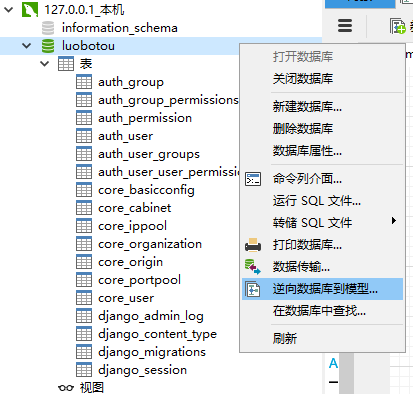 127.0.0.1_本机
information_schema
luobotou
表
auth_group
auth_group_permissions
auth_permission
auth_user
auth_user_groups
auth_user_user_permission
core_basicconfig
core_cabinet
core_ippool
core_organization
core_origin
core_portpool
core_user
django_admin_log
django_content_type
django_migrations
django_session
视图
打开数据库
关闭数据库
新建数据库...
删除数据库
数据库属性...
命令列介面...
运行 SQL 文件...
转储 SQL 文件
打印数据库...
数据传输...
逆向数据库到模型...
在数据库中查找...
刷新
A